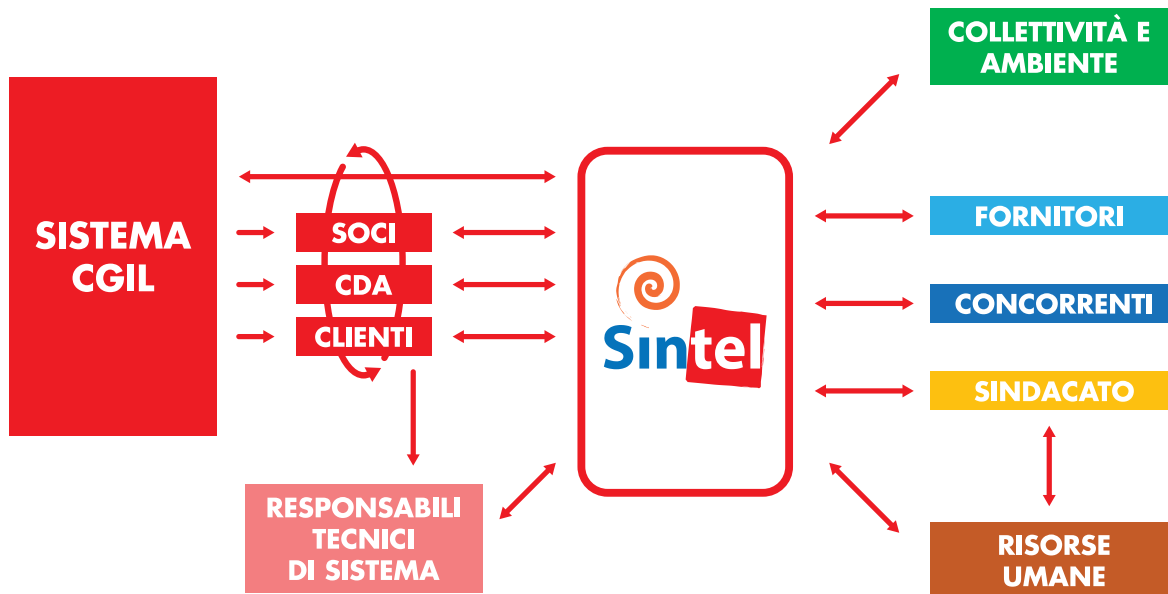 SISTEMA
CGIL
SOCI
CDA
CLIENTI
RESPONSABILI
TECNICI
DI SISTEMA
Sintel
COLLETTIVITÀ E
AMBIENTE
FORNITORI
CONCORRENTI
SINDACATO
RISORSE
UMANE